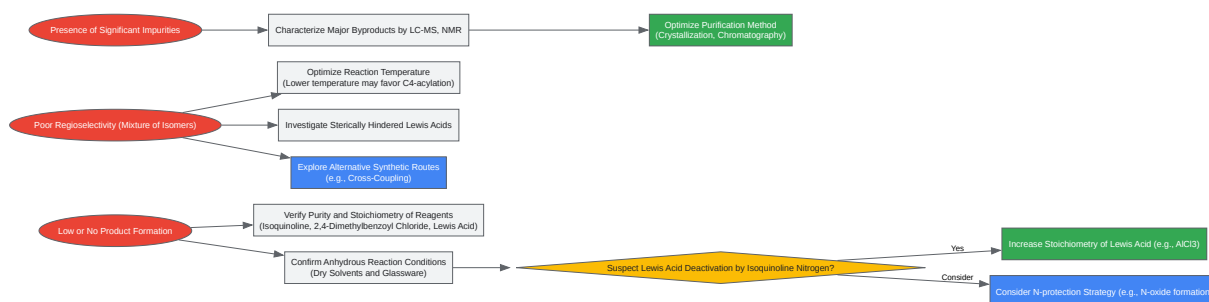 Presence of Significant Impurities
Characterize Major Byproducts by LC-MS, NMR
Optimize Purification Method
(Crystallization, Chromatography)
Optimize Reaction Temperature
(Lower temperature may favor C4-acylation)
Poor Regioselectivity (Mixture of Isomers)
Investigate Sterically Hindered Lewis Acids
Explore Alternative Synthetic Routes
(e.g., Cross-Coupling)
Low or No Product Formation
Verify Purity and Stoichiometry of Reagents
(Isoquinoline, 2,4-Dimethylbenzoyl Chloride, Lewis Acid)
Confirm Anhydrous Reaction Conditions
(Dry Solvents and Glassware)
Suspect Lewis Acid Deactivation by Isoquinoline Nitrogen?
Yes
Increase Stoichiometry of Lewis Acid (e.g., AlCl3)
Consider
Consider N-protection Strategy (e.g., N-oxide formation